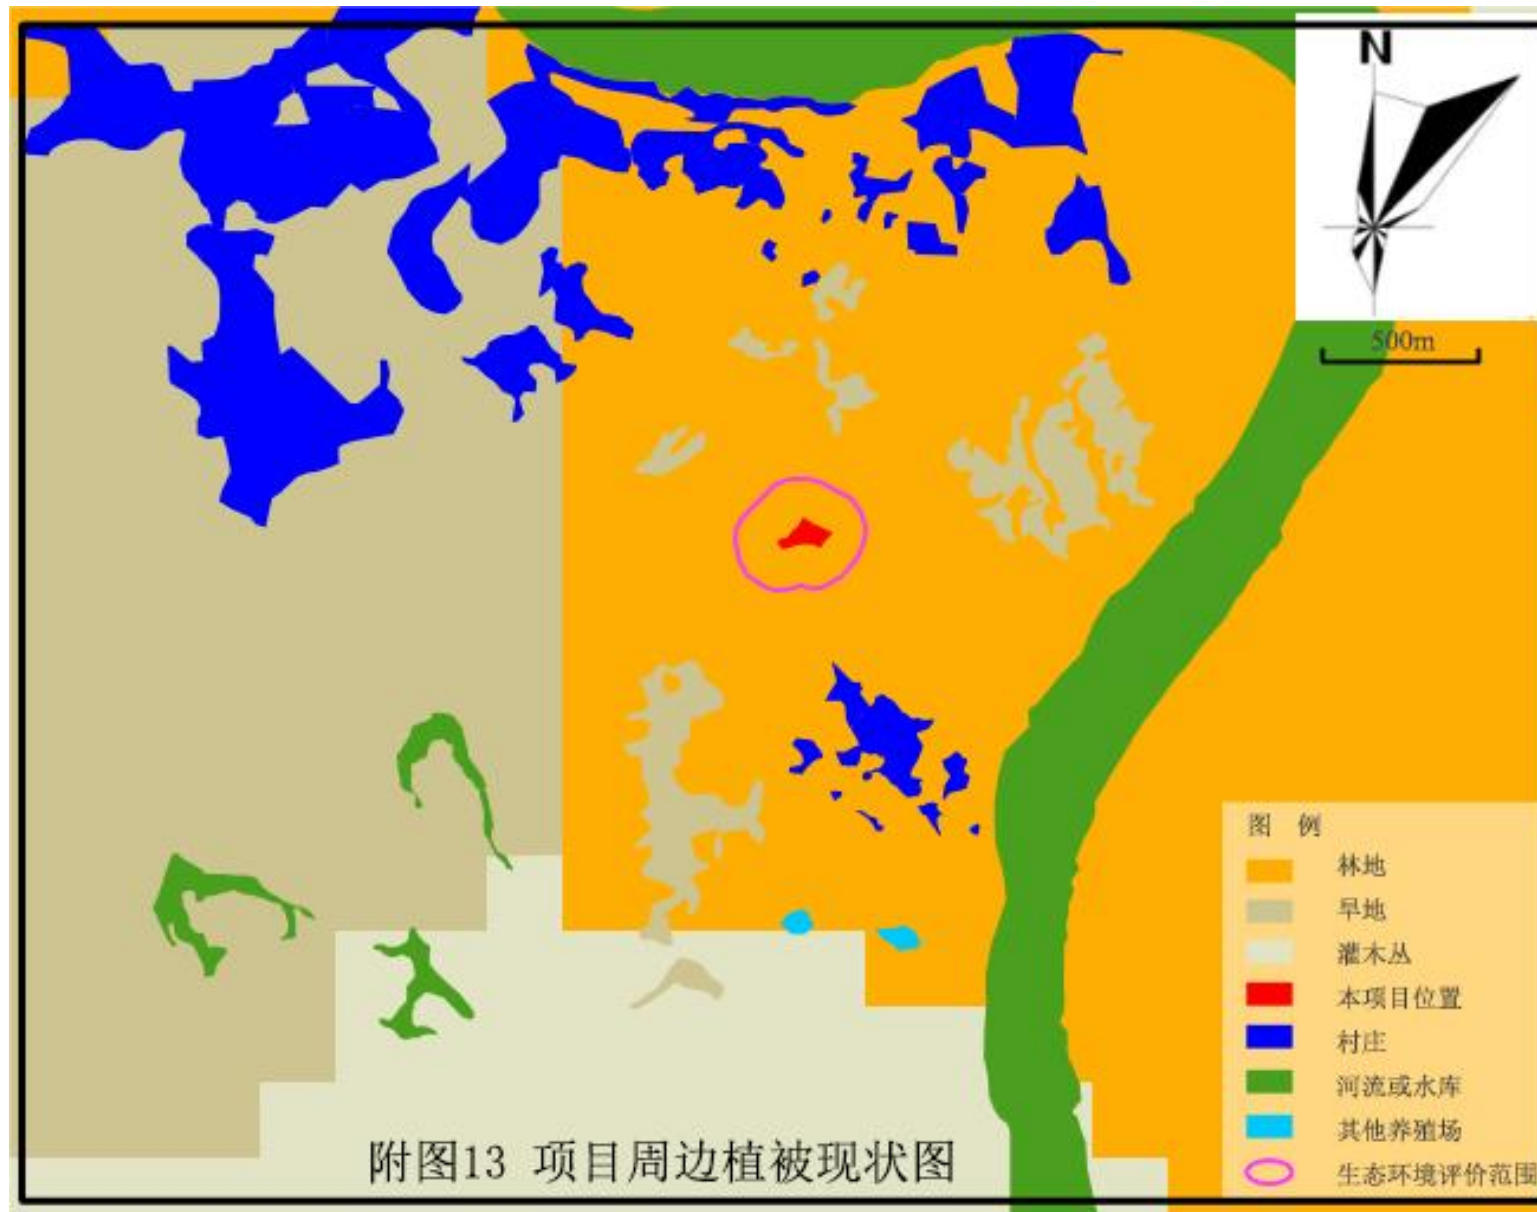 N
500m
图 例
林地
旱地
灌木丛
本项目位置
村庄
河流或水库
其他养殖场
生态环境评价范围
附图13 项目周边植被现状图